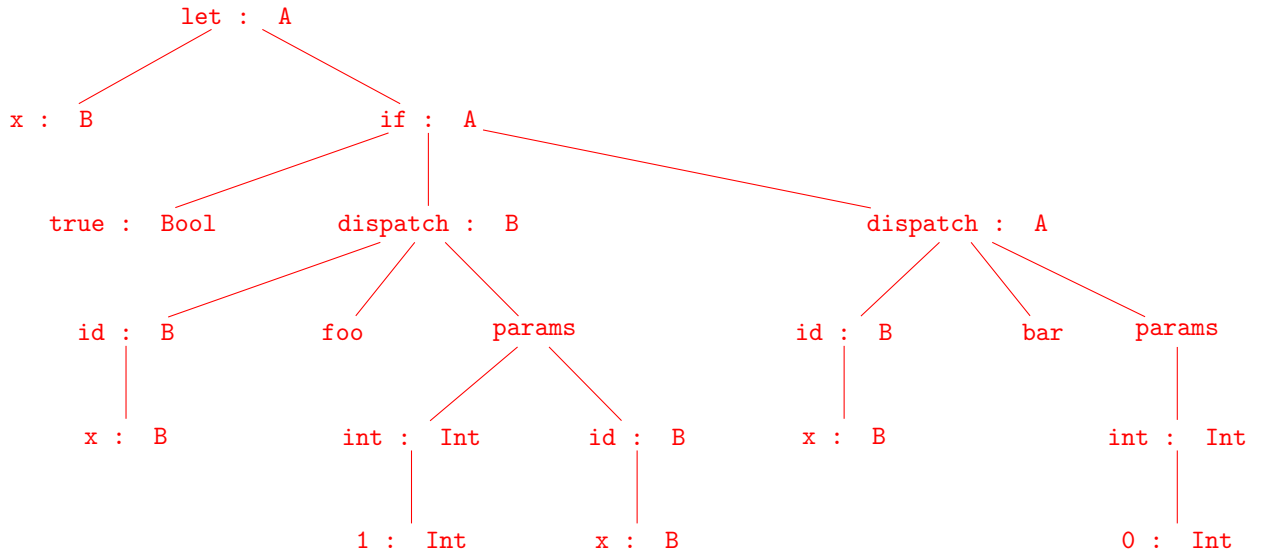 let : A
x : B if : A
true : Bool dispatch : B dispatch : A
id : B foo params id : B bar params
x : B int : Int id : B x : B int : Int
1 : Int x : B 0 : Int